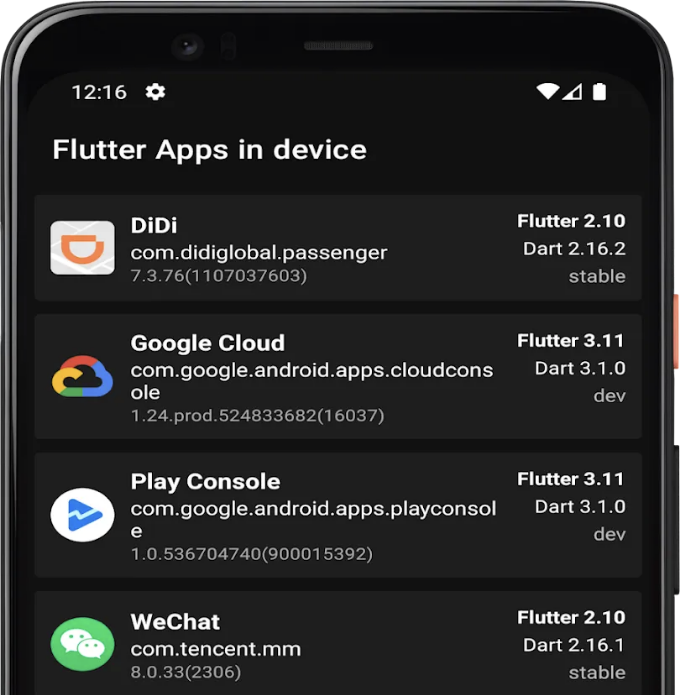 12:16
Flutter Apps in device
DiDi
Flutter 2.10
com.didiglobal.passenger
Dart 2.16.2
7.3.76(1107037603)
stable
Google Cloud
Flutter 3.11
com.google.android.apps.cloudcons
ole
Dart 3.1.0
1.24.prod.524833682(16037)
dev
Play Console
Flutter 3.11
com.google.android.apps.playconsol
e
Dart 3.1.0
1.0.536704740(900015392)
dev
WeChat
Flutter 2.10
com.tencent.mm
Dart 2.16.1
8.0.33(2306)
stable